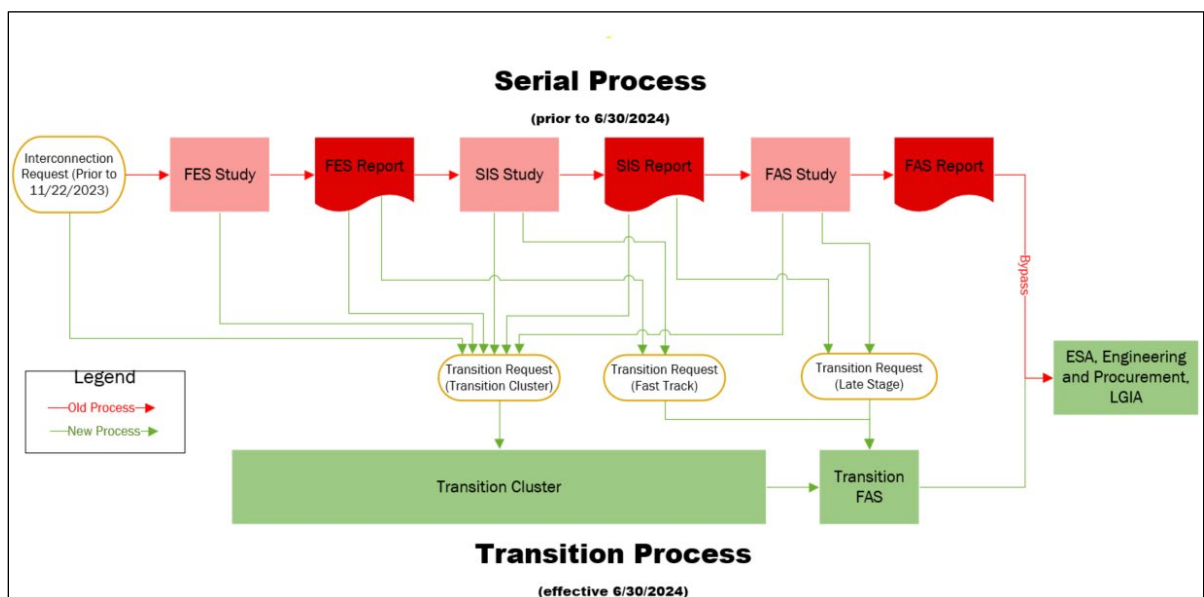 Serial Process
(prior to 6/30/2024)
Interconnection
Request (Prior to
11/22/2023)
FES Study
FES Report
SIS Study
SIS Report
FAS Study
FAS Report
Bypass
Transition Request
(Transition Cluster)
Transition Request
(Fast Track)
Transition Request
(Late Stage)
ESA, Engineering
and Procurement,
LGIA
Legend
Old Process
New Process
Transition Cluster
Transition
FAS
Transition Process
(effective 6/30/2024)